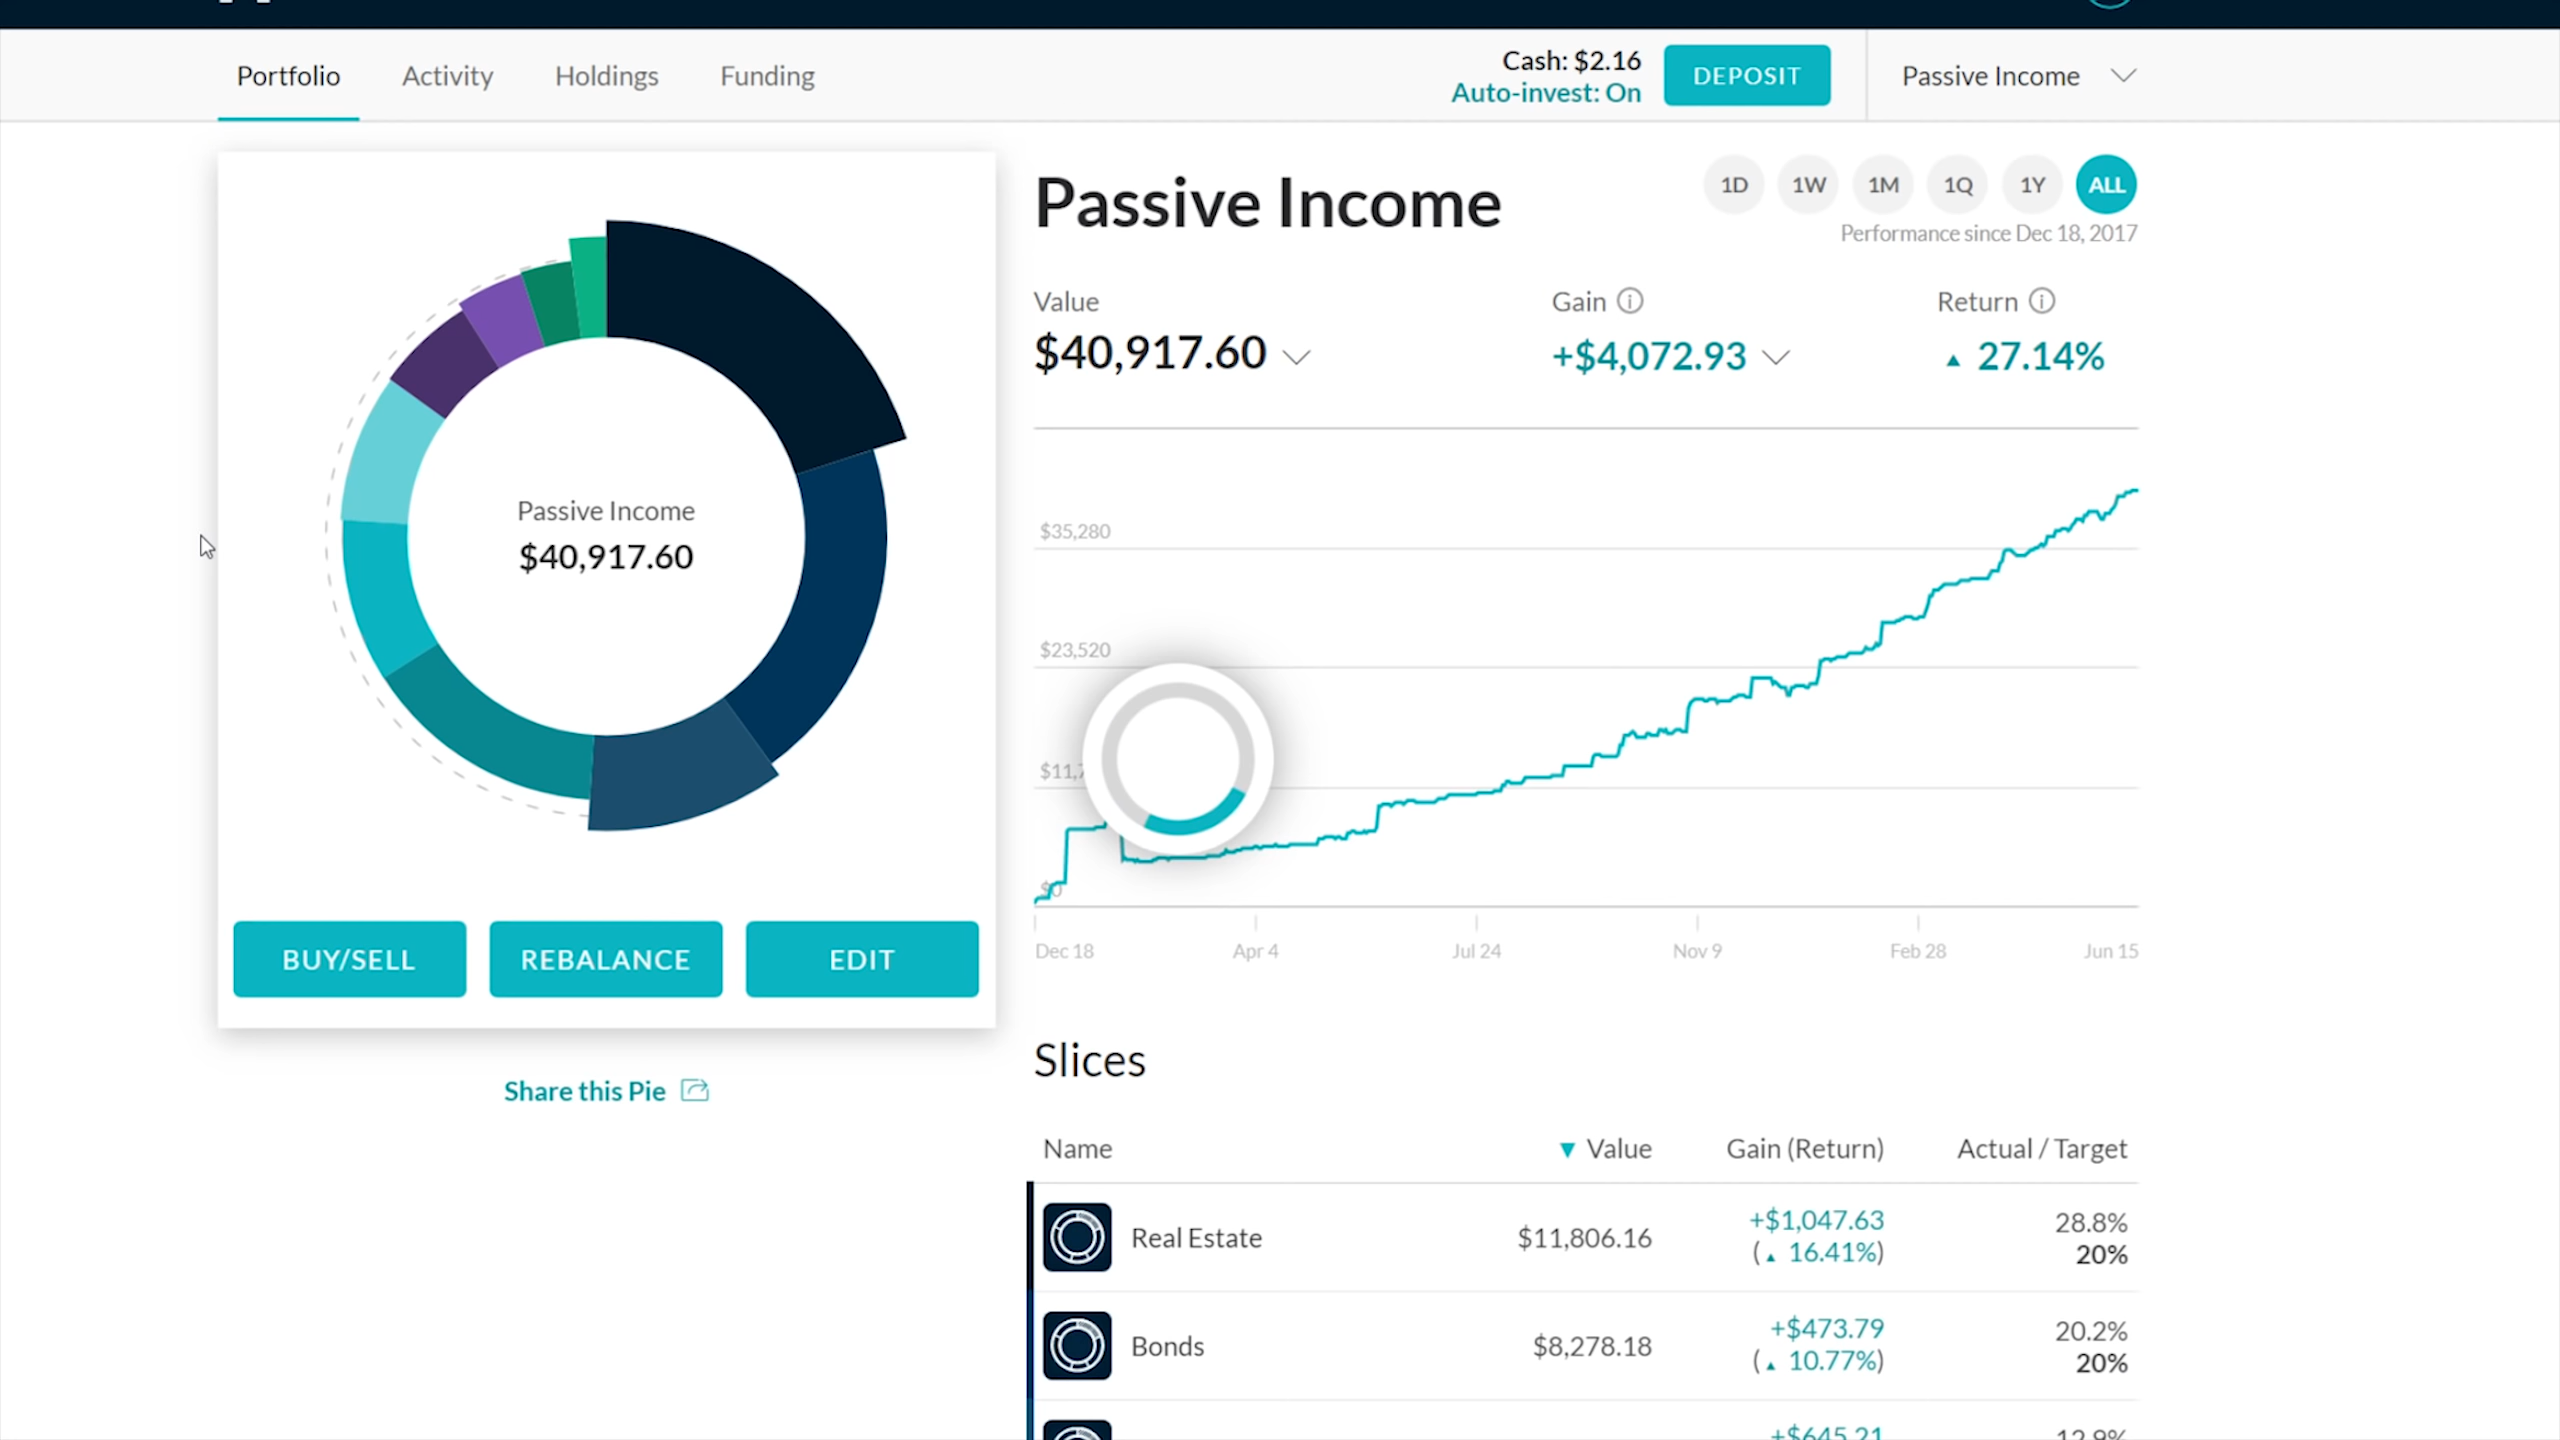 Portfolio
Activity
Holdings
Funding
Cash: $2.16
Auto-invest: On
DEPOSIT
Passive Income
Passive Income
$40,917.60
BUY/SELL
REBALANCE
EDIT
Share this Pie
Passive Income
1D
1W
1M
1Q
1Y
ALL
Performance since Dec 18, 2017
Value
$40,917.60
Gain
+$4,072.93
Return
▲ 27.14%
$35,280
$23,520
$0
Dec 18
Apr 4
Jul 24
Nov 9
Feb 28
Jun 15
Slices
Name
▼ Value
Gain (Return)
Actual / Target
Real Estate
$11,806.16
+$1,047.63
(▲ 16.41%)
28.8%
20%
Bonds
$8,278.18
+$473.79
(▲ 10.77%)
20.2%
20%
+$645.21
12.9%